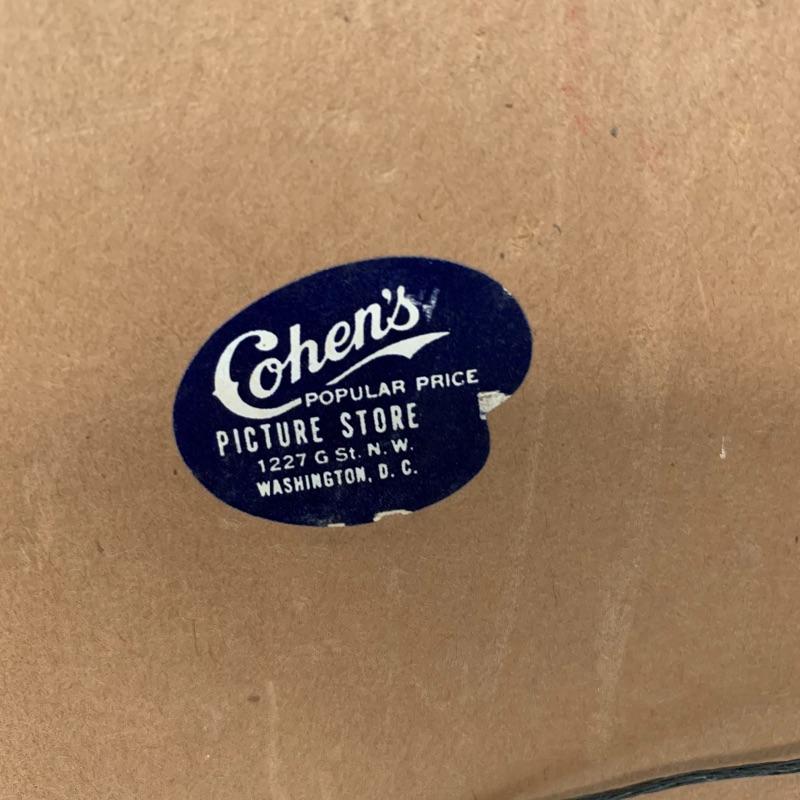 Cohen's
POPULAR PRICE
PICTURE STORE
1227 G St. N. W.
WASHINGTON, D. C.